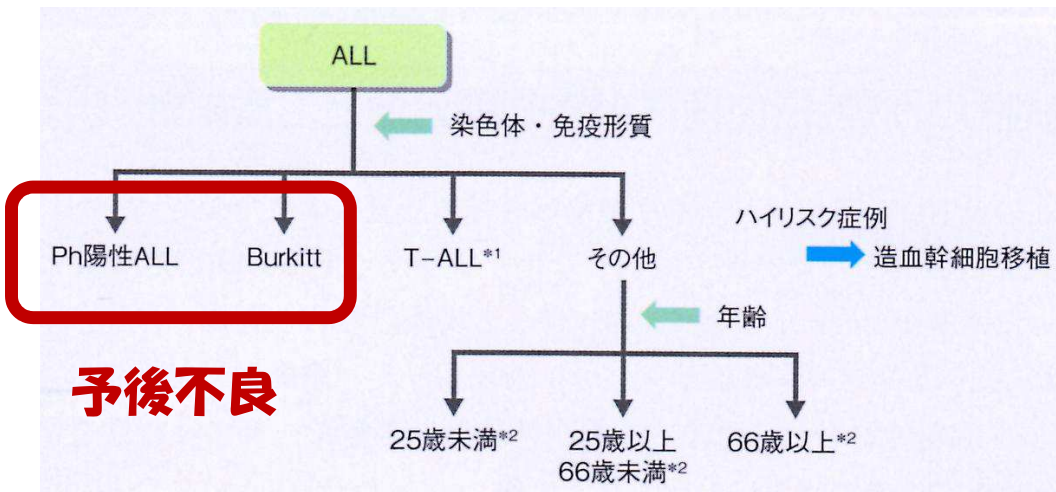 ALL
染色体・免疫形質
Ph陽性ALL
Burkitt
T-ALL*1
その他
ハイリスク症例
造血幹細胞移植
年齢
予後不良
25歳未満*2
25歳以上
66歳未満*2
66歳以上*2